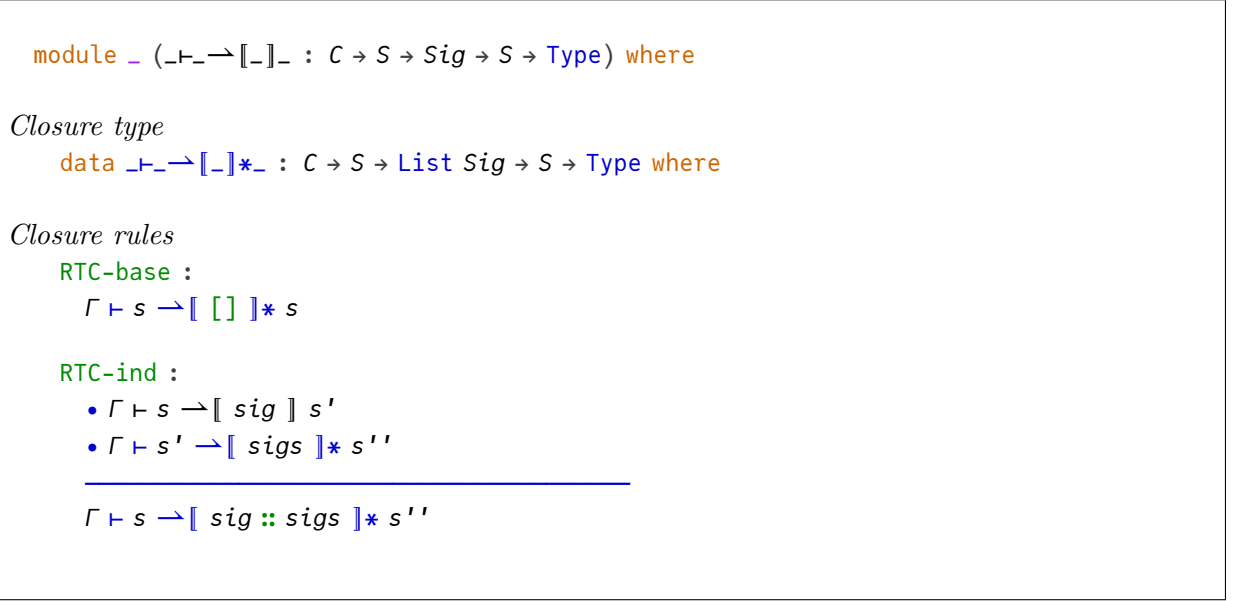 module _ (_⊢_⇀⟦_⟧_ : C → S → Sig → S → Type) where
Closure type
data _⊢_⇀⟦_⟧*_ : C → S → List Sig → S → Type where
Closure rules
RTC-base :
Γ ⊢ s ⇀⟦ [] ⟧* s
RTC-ind :
• Γ ⊢ s ⇀⟦ sig ⟧ s'
• Γ ⊢ s' ⇀⟦ sigs ⟧* s''
Γ ⊢ s ⇀⟦ sig ∷ sigs ⟧* s''